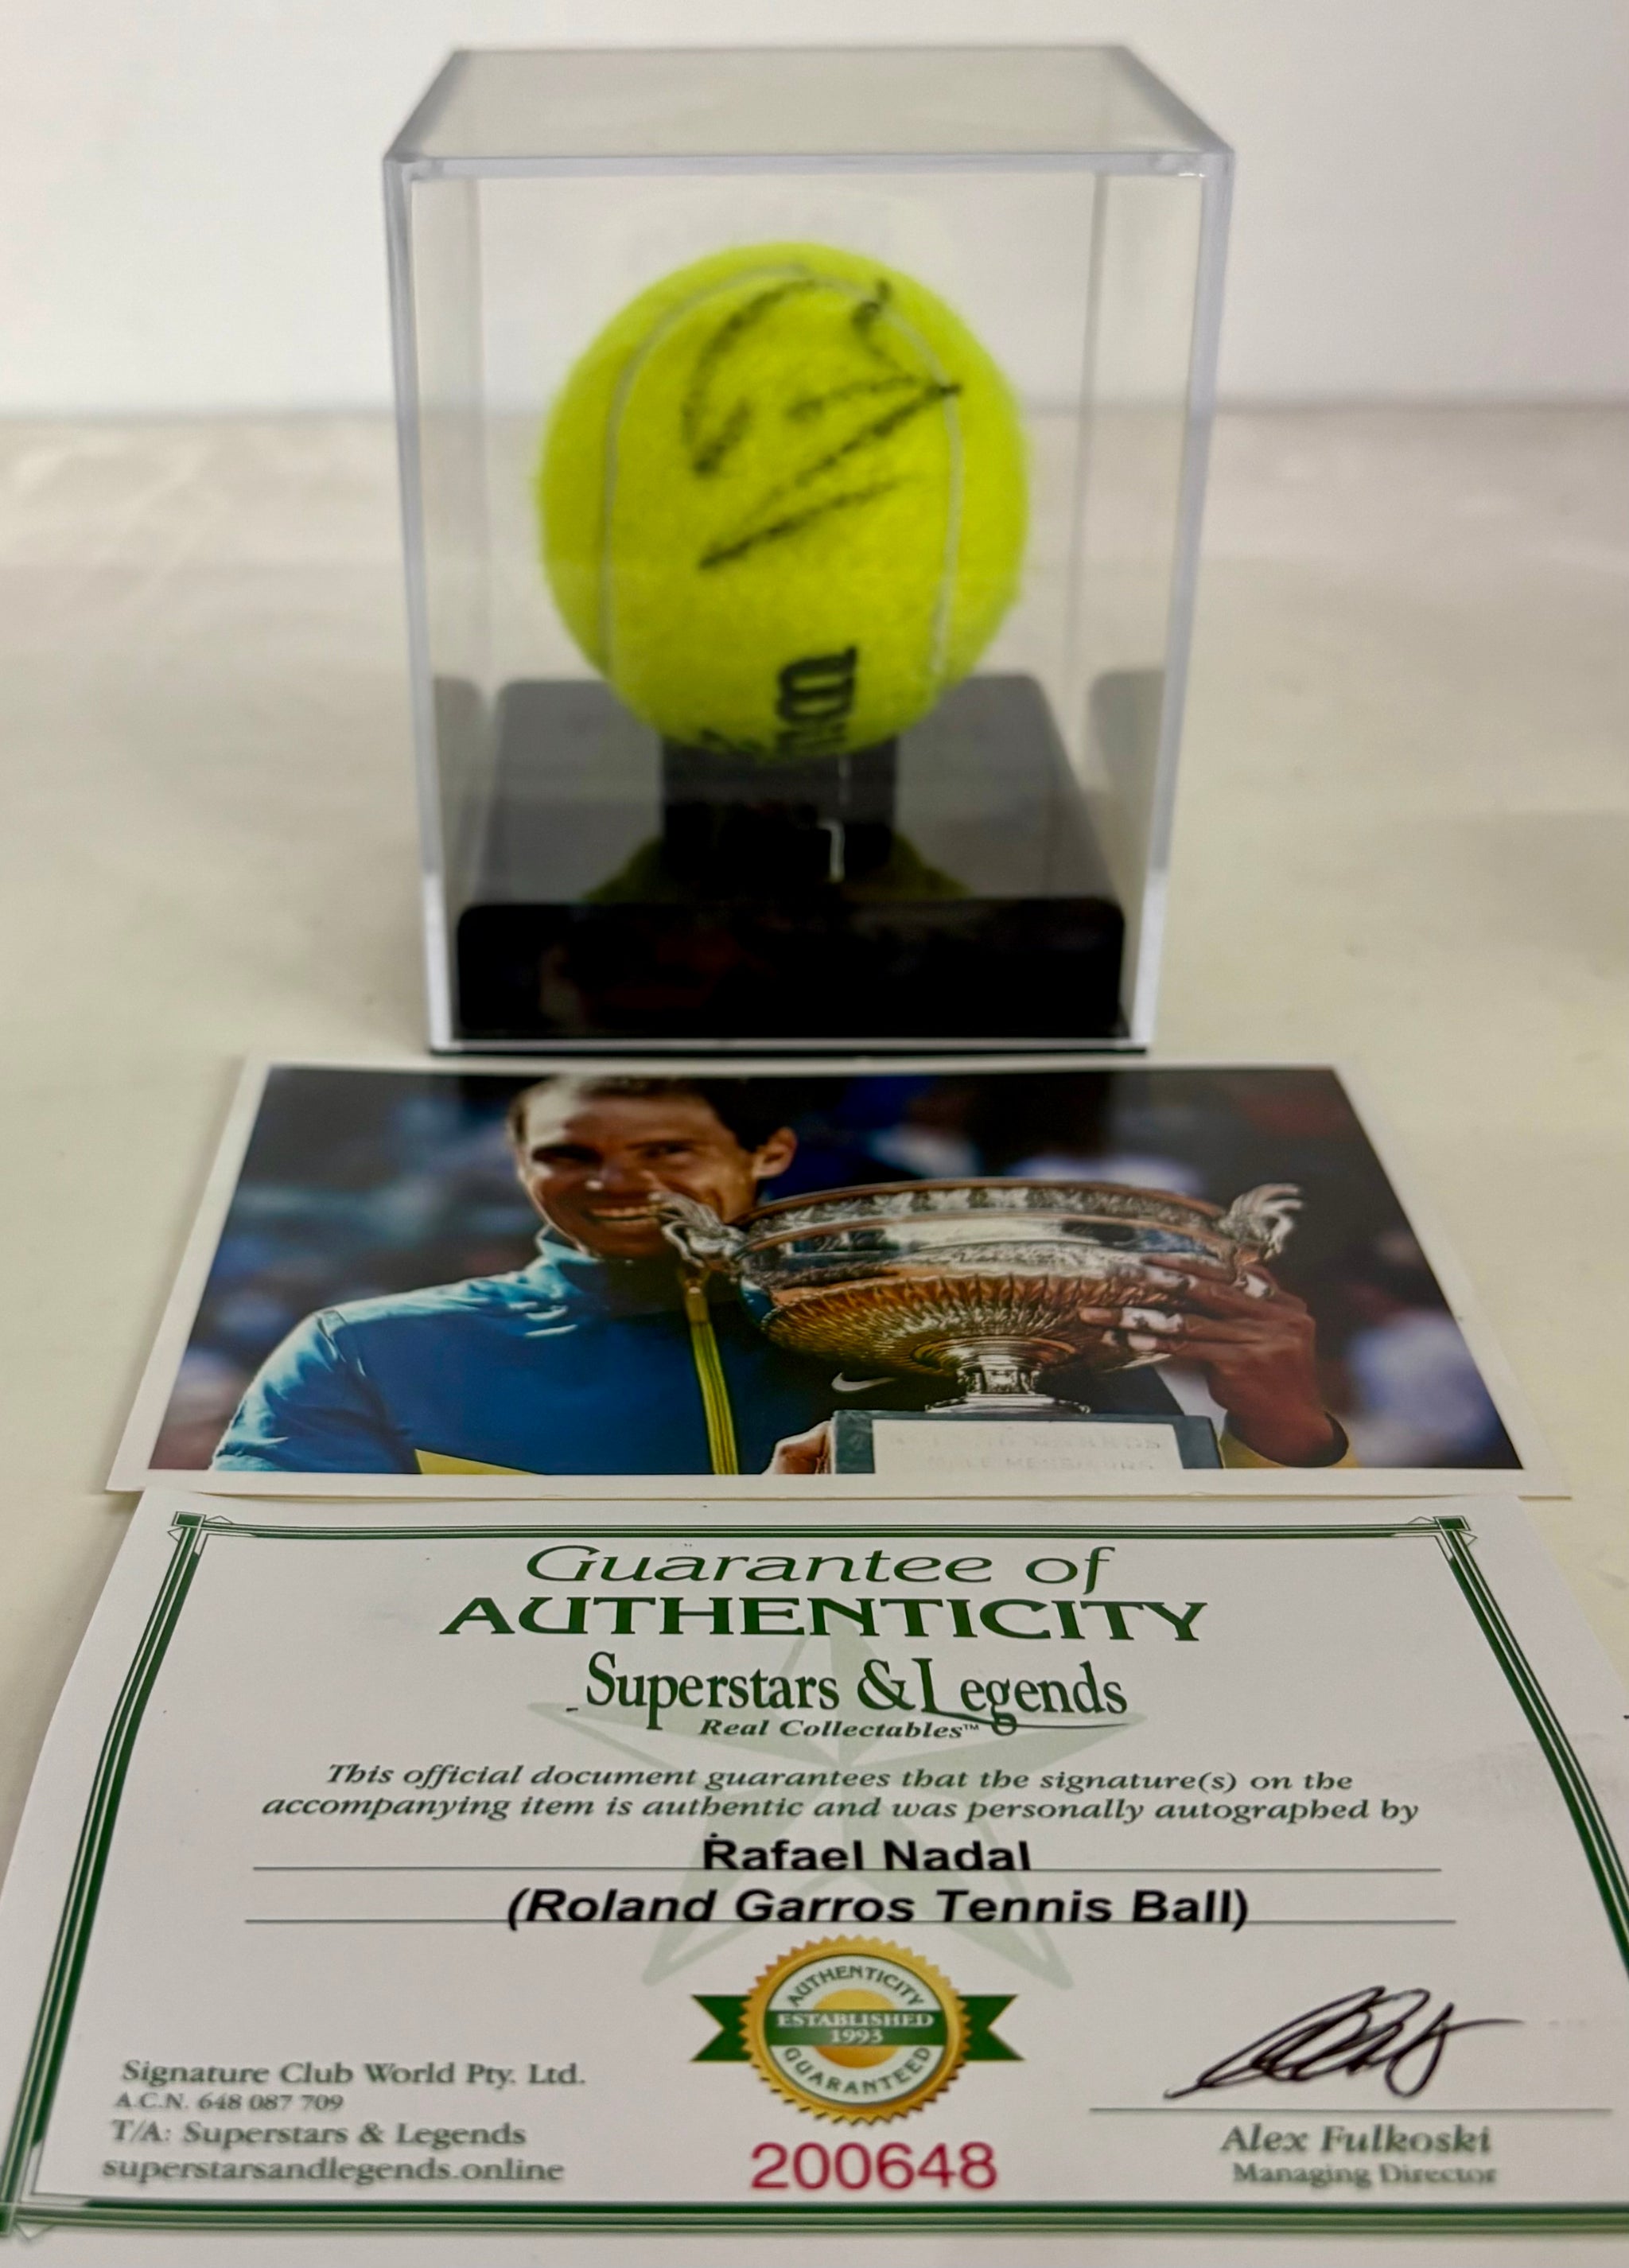 Guarantee of
AUTHENTICITY
Superstars & Legends
Real Collectables™
This official document guarantees that the signature(s) on the
accompanying item is authentic and was personally autographed by
Rafael Nadal
(Roland Garros Tennis Ball)
AUTHENTICITY
ESTABLISHED
1993
GUARANTEED
200648
Signature Club World Pty. Ltd.
A.C.N. 648 087 709
T/A: Superstars & Legends
superstarsandlegends.online
Alex Fulkoski
Managing Director